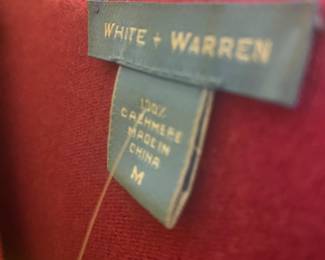 WHITE + WARREN
100%
CASHMERE
MADE IN
CHINA
M